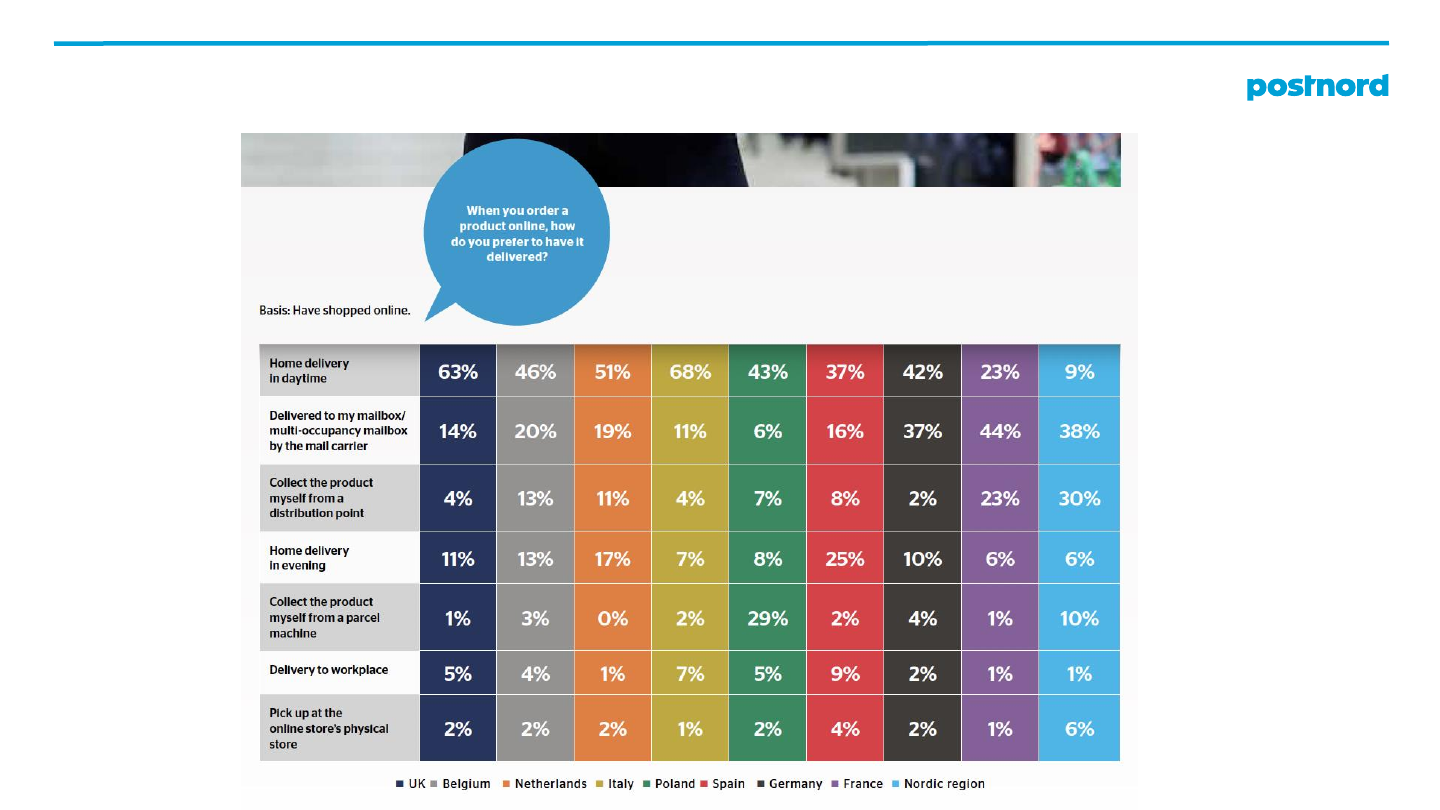 postnord
When you order a
product online, how
do you prefer to have it
delivered?
Basis: Have shopped online.
Home delivery
in daytime
63% 46% 51% 68% 43% 37% 42% 23% 9%
Delivered to my mailbox/
multi-occupancy mailbox
by the mail carrier
14% 20% 19% 11% 6% 16% 37% 44% 38%
Collect the product
myself from a
distribution point
4% 13% 11% 4% 7% 8% 2% 23% 30%
Home delivery
in evening
11% 13% 17% 7% 8% 25% 10% 6% 6%
Collect the product
myself from a parcel
machine
1% 3% 0% 2% 29% 2% 4% 1% 10%
Delivery to workplace
5% 4% 1% 7% 5% 9% 2% 1% 1%
Pick up at the
online store's physical
store
2% 2% 2% 1% 2% 4% 2% 1% 6%
UK Belgium Netherlands Italy Poland Spain Germany France Nordic region